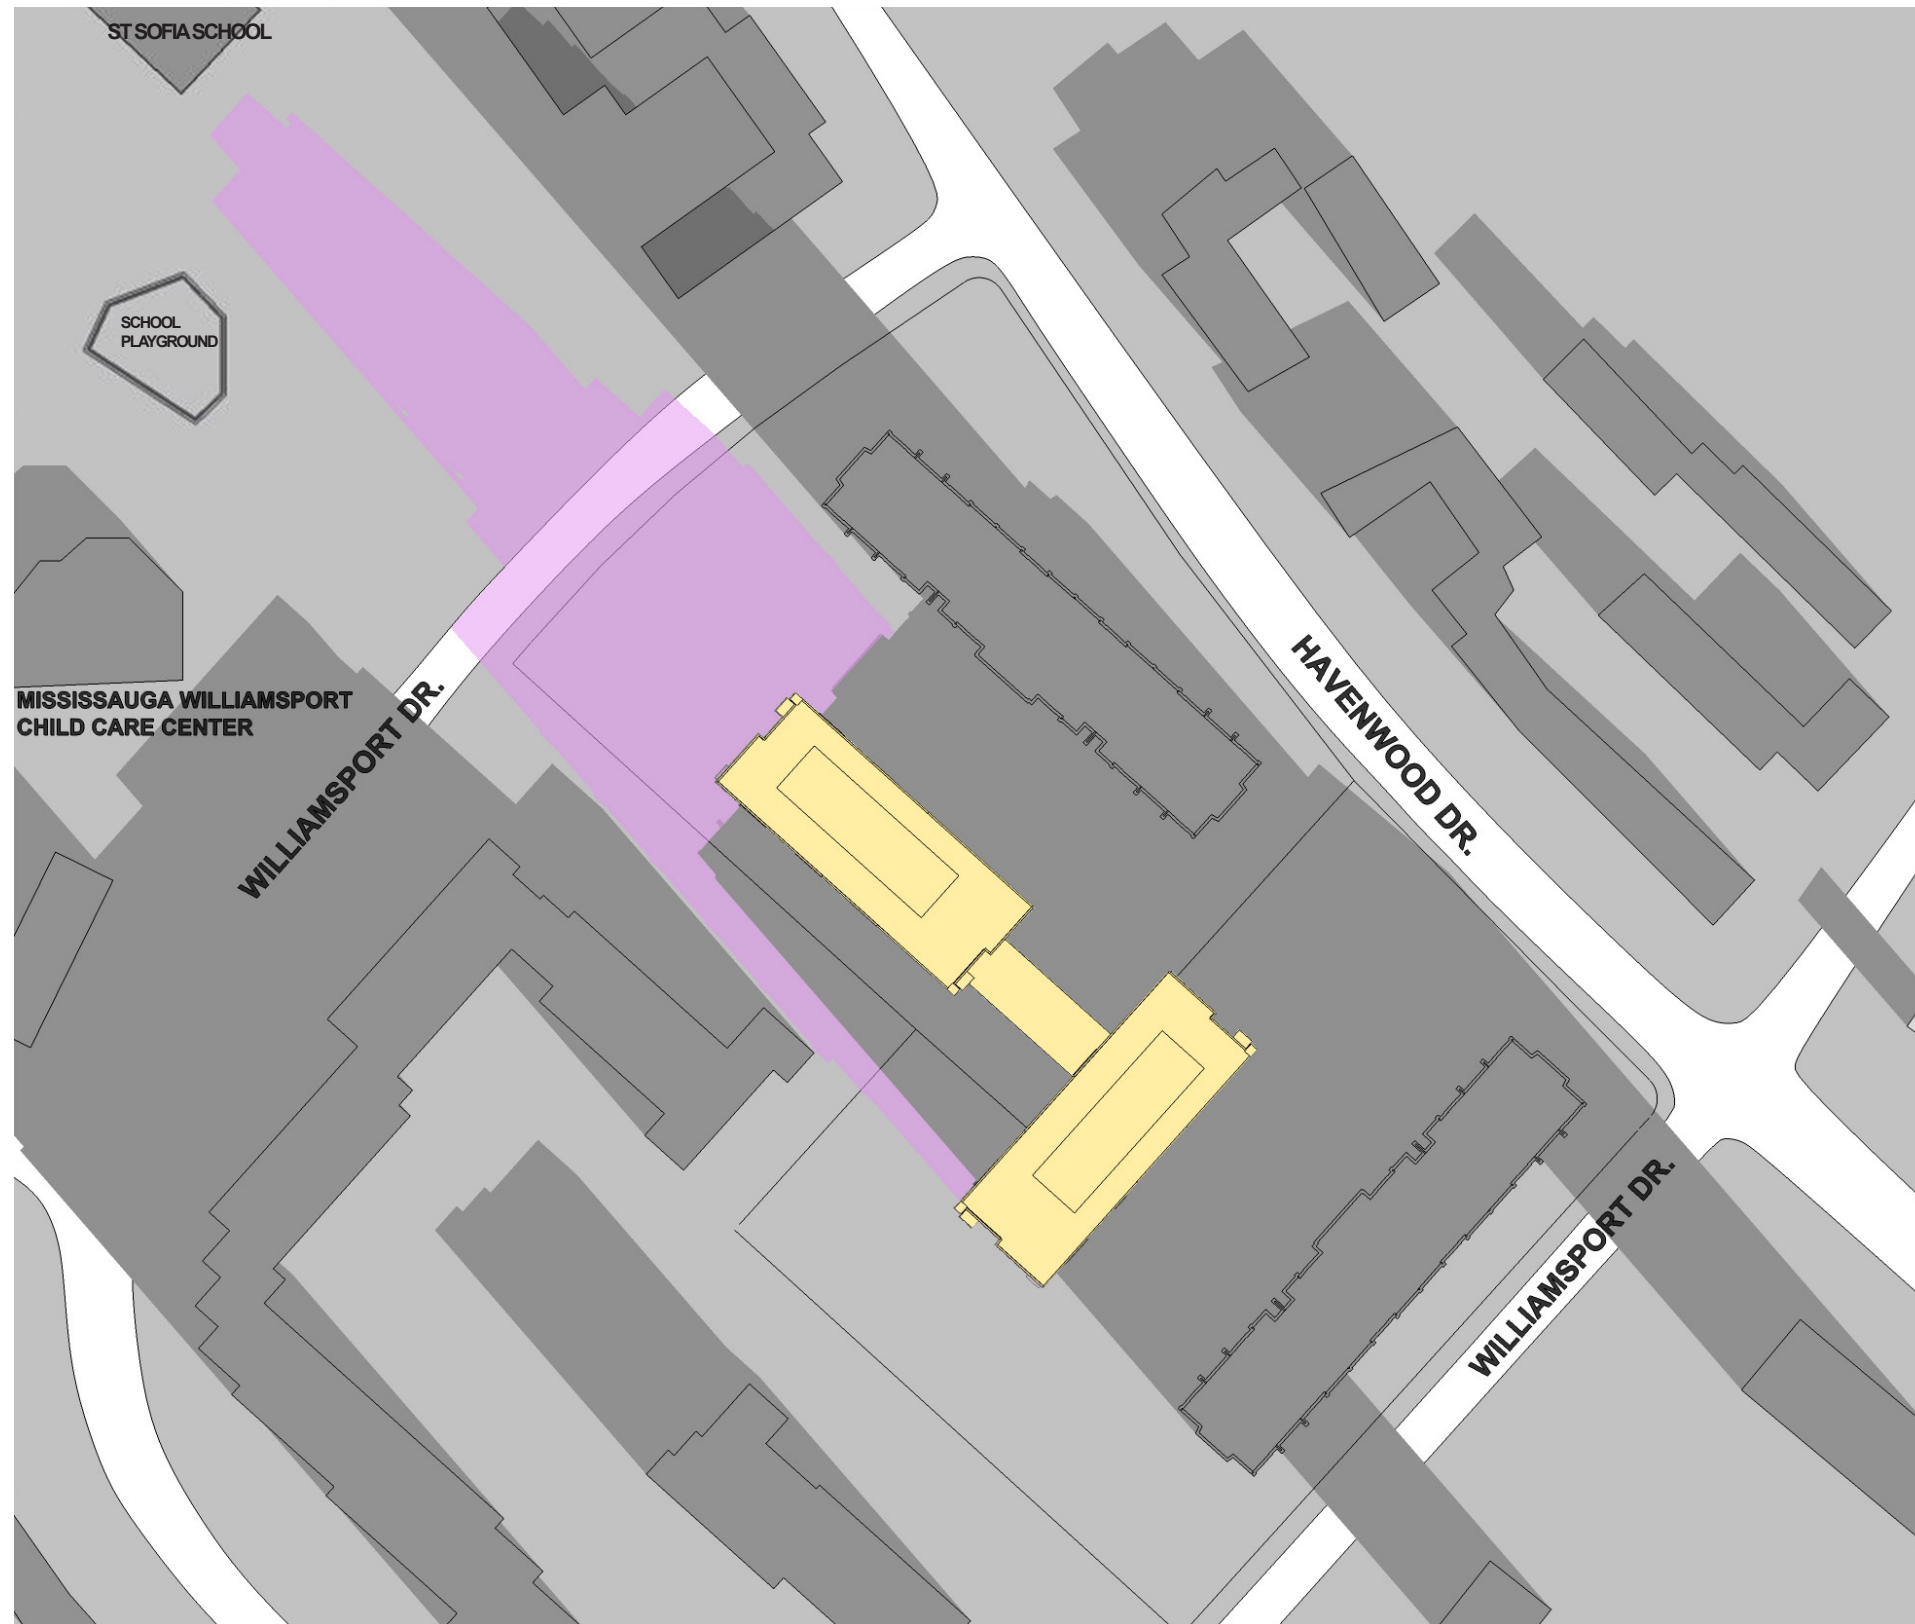 ST SOFIA SCHOOL
SCHOOL
PLAYGROUND
MISSISSAUGA WILLIAMSPORT
CHILD CARE CENTER
WILLIAMSPORT DR.
HAVENWOOD DR.
WILLIAMSPORT DR.